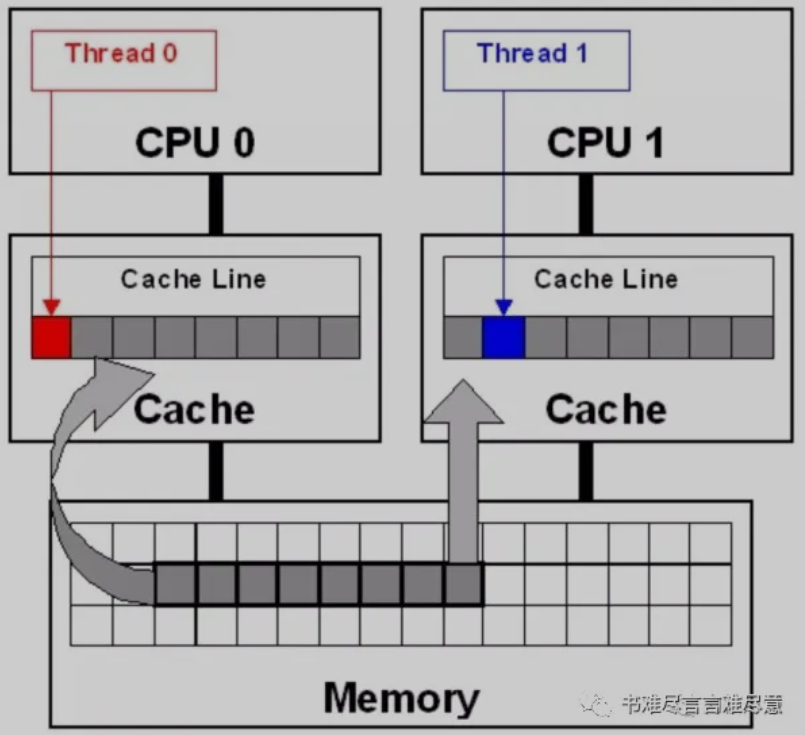 Thread 0
Thread 1
CPU 0
CPU 1
Cache Line
Cache Line
Cache
Cache
Memory
书难尽言言难尽意